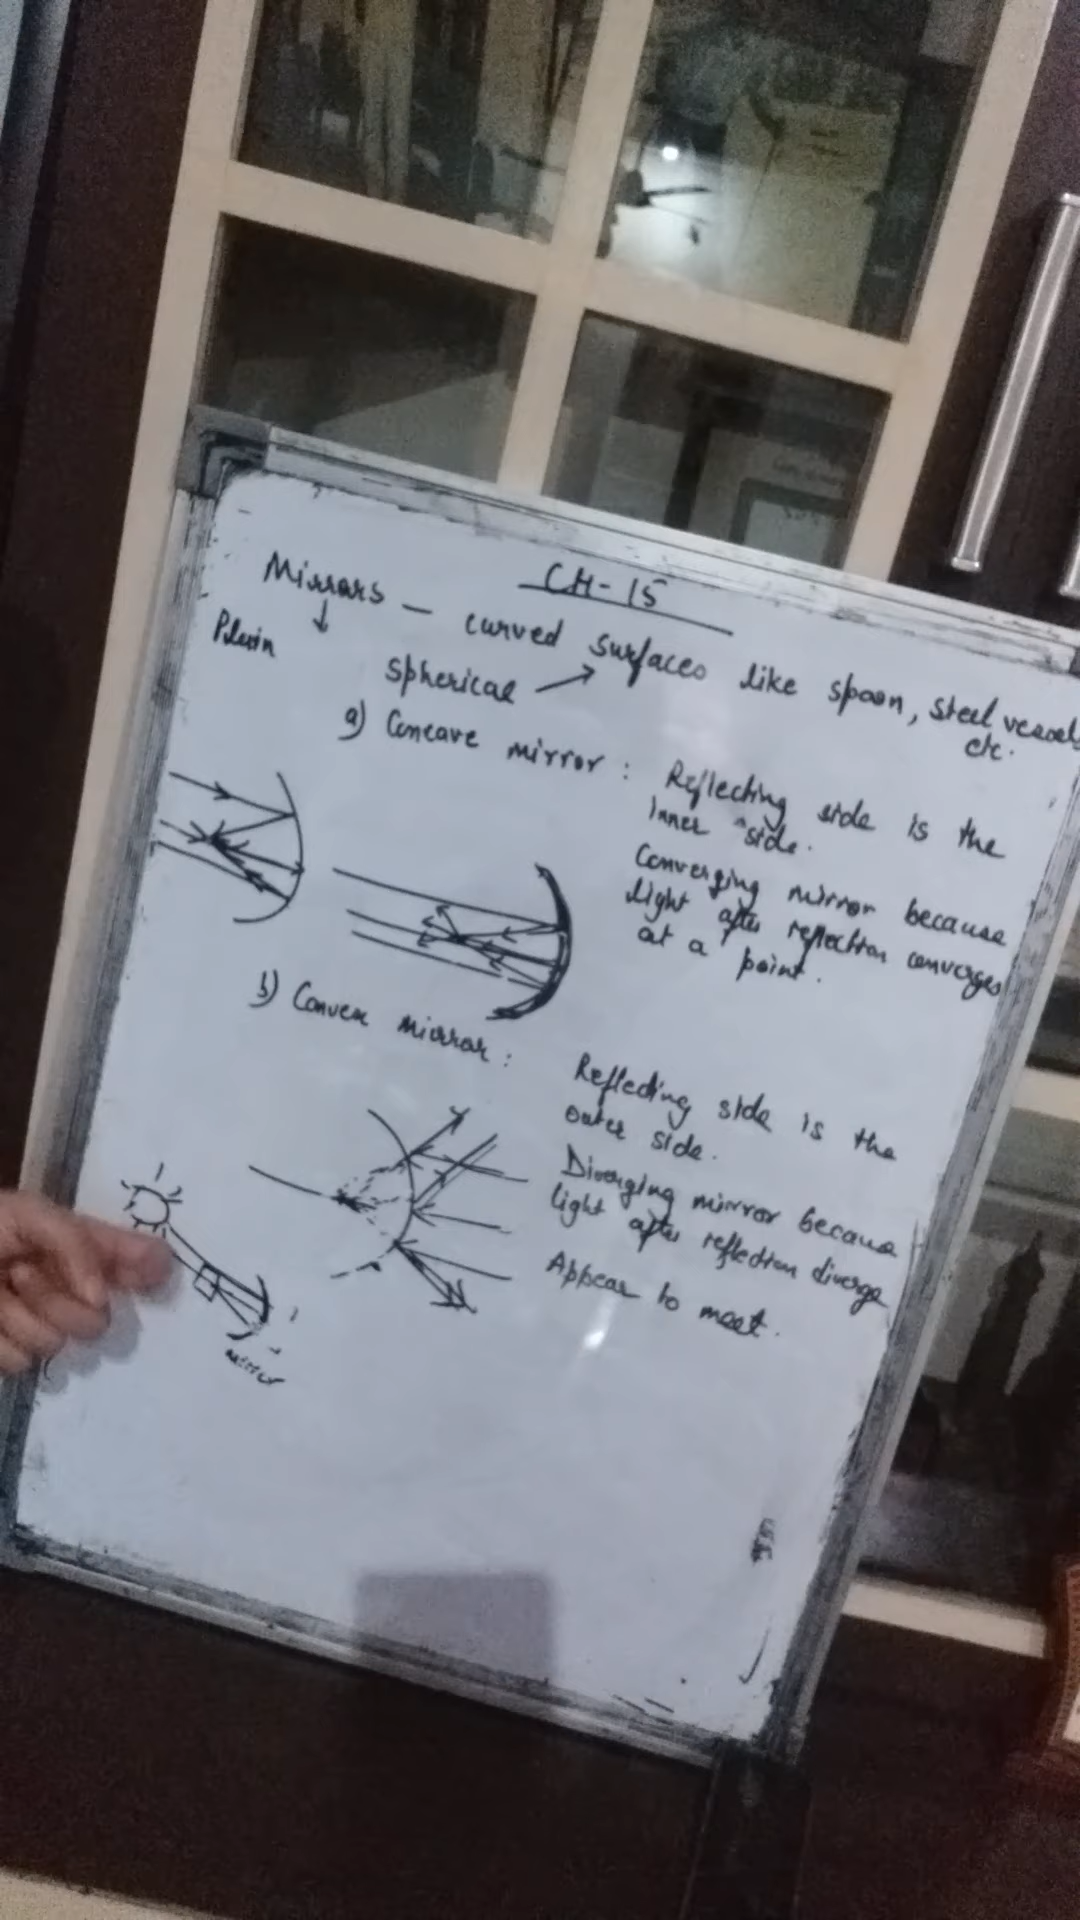 CH-15
Mirrors — curved surfaces like spoon, steel vessels
etc.
Plain
spherical
a) Concave mirror : Reflecting side is the
inner side.
Converging mirror because
light after reflection converges
at a point.
b) Convex mirror : Reflecting side is the
outer side.
Diverging mirror because
light after reflection diverge
Appear to meet.
mirror